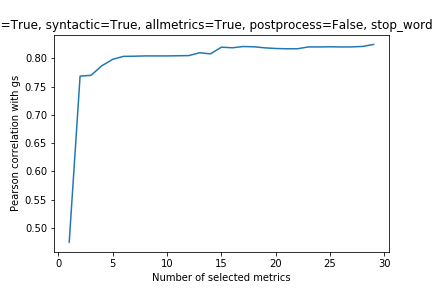 =True, syntactic=True, allmetrics=True, postprocess=False, stop_word
0.80
0.75
0.70
0.65
0.60
0.55
0.50
Pearson correlation with gs
0 5 10 15 20 25 30
Number of selected metrics